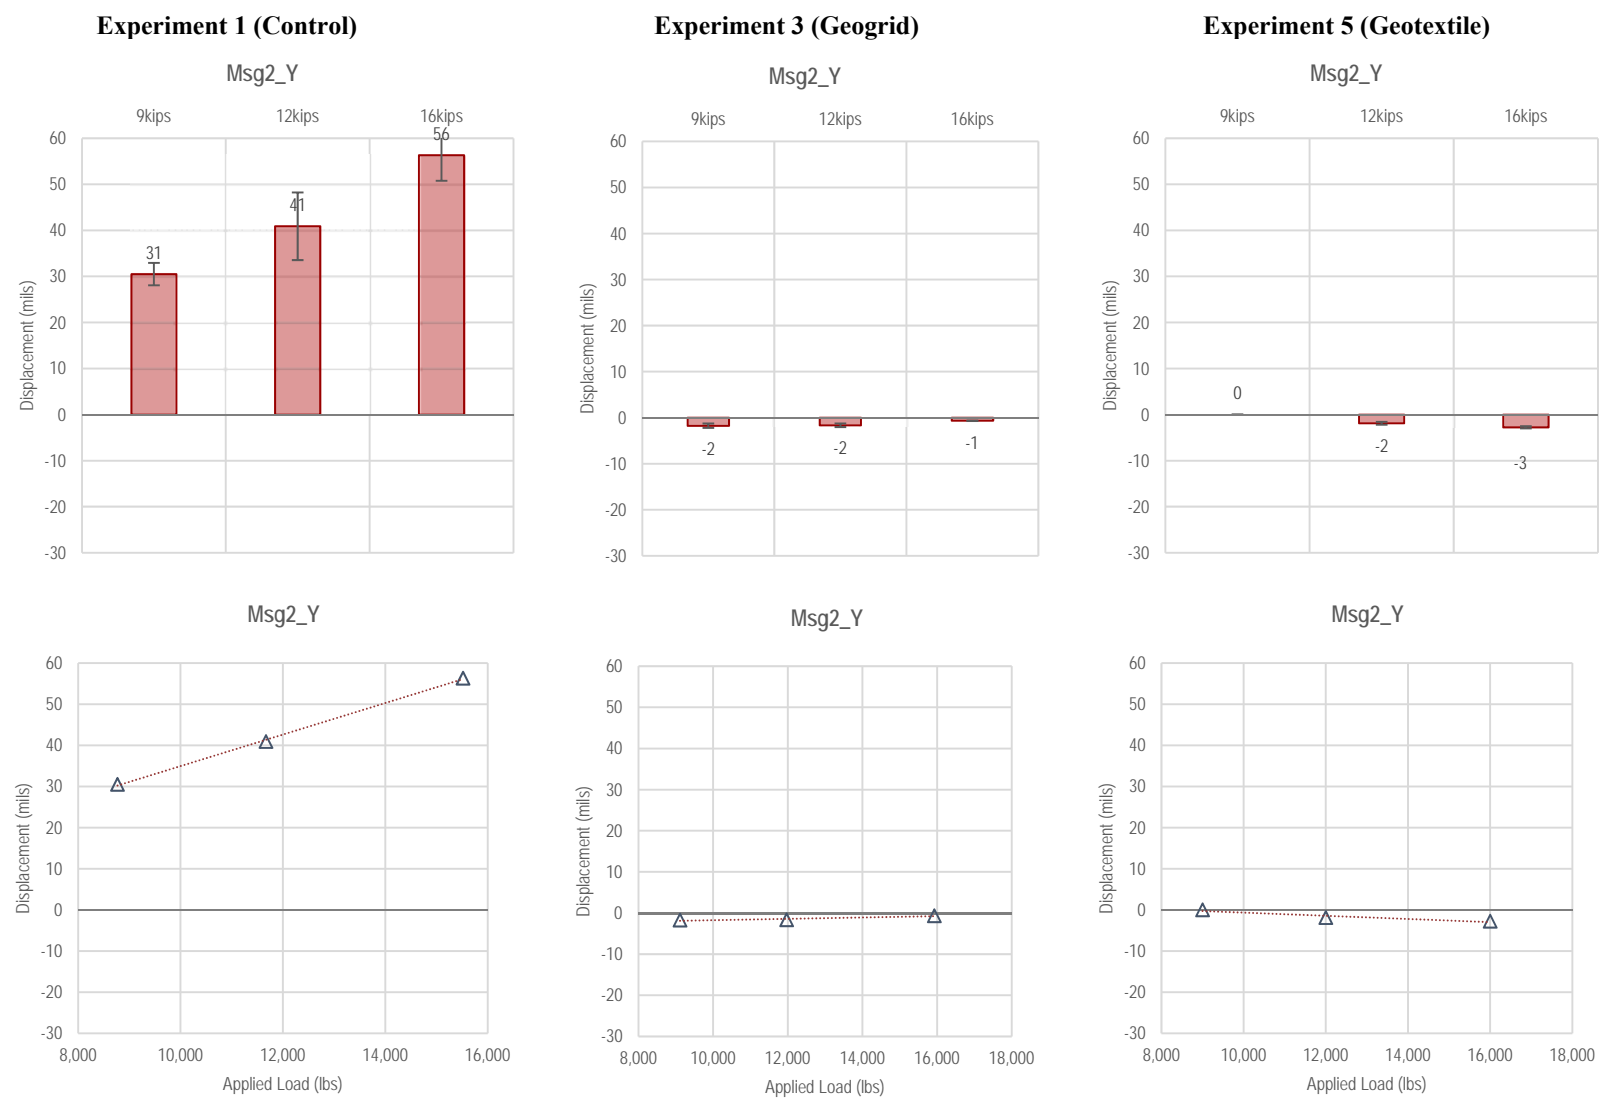 Experiment 1 (Control)
Experiment 3 (Geogrid)
Experiment 5 (Geotextile)
Msg2_Y
9kips 12kips 16kips
60
50
40
30
20
10
0
-10
-20
-30
Displacement (mils)
31
41
56
Msg2_Y
9kips 12kips 16kips
60
50
40
30
20
10
0
-10
-20
-30
Displacement (mils)
-2
-2
-1
Msg2_Y
9kips 12kips 16kips
60
50
40
30
20
10
0
-10
-20
-30
Displacement (mils)
0
-2
-3
Msg2_Y
60
50
40
30
20
10
0
-10
-20
-30
Displacement (mils)
8,000 10,000 12,000 14,000 16,000
Applied Load (lbs)
Msg2_Y
60
50
40
30
20
10
0
-10
-20
-30
Displacement (mils)
8,000 10,000 12,000 14,000 16,000 18,000
Applied Load (lbs)
Msg2_Y
60
50
40
30
20
10
0
-10
-20
-30
Displacement (mils)
8,000 10,000 12,000 14,000 16,000 18,000
Applied Load (lbs)